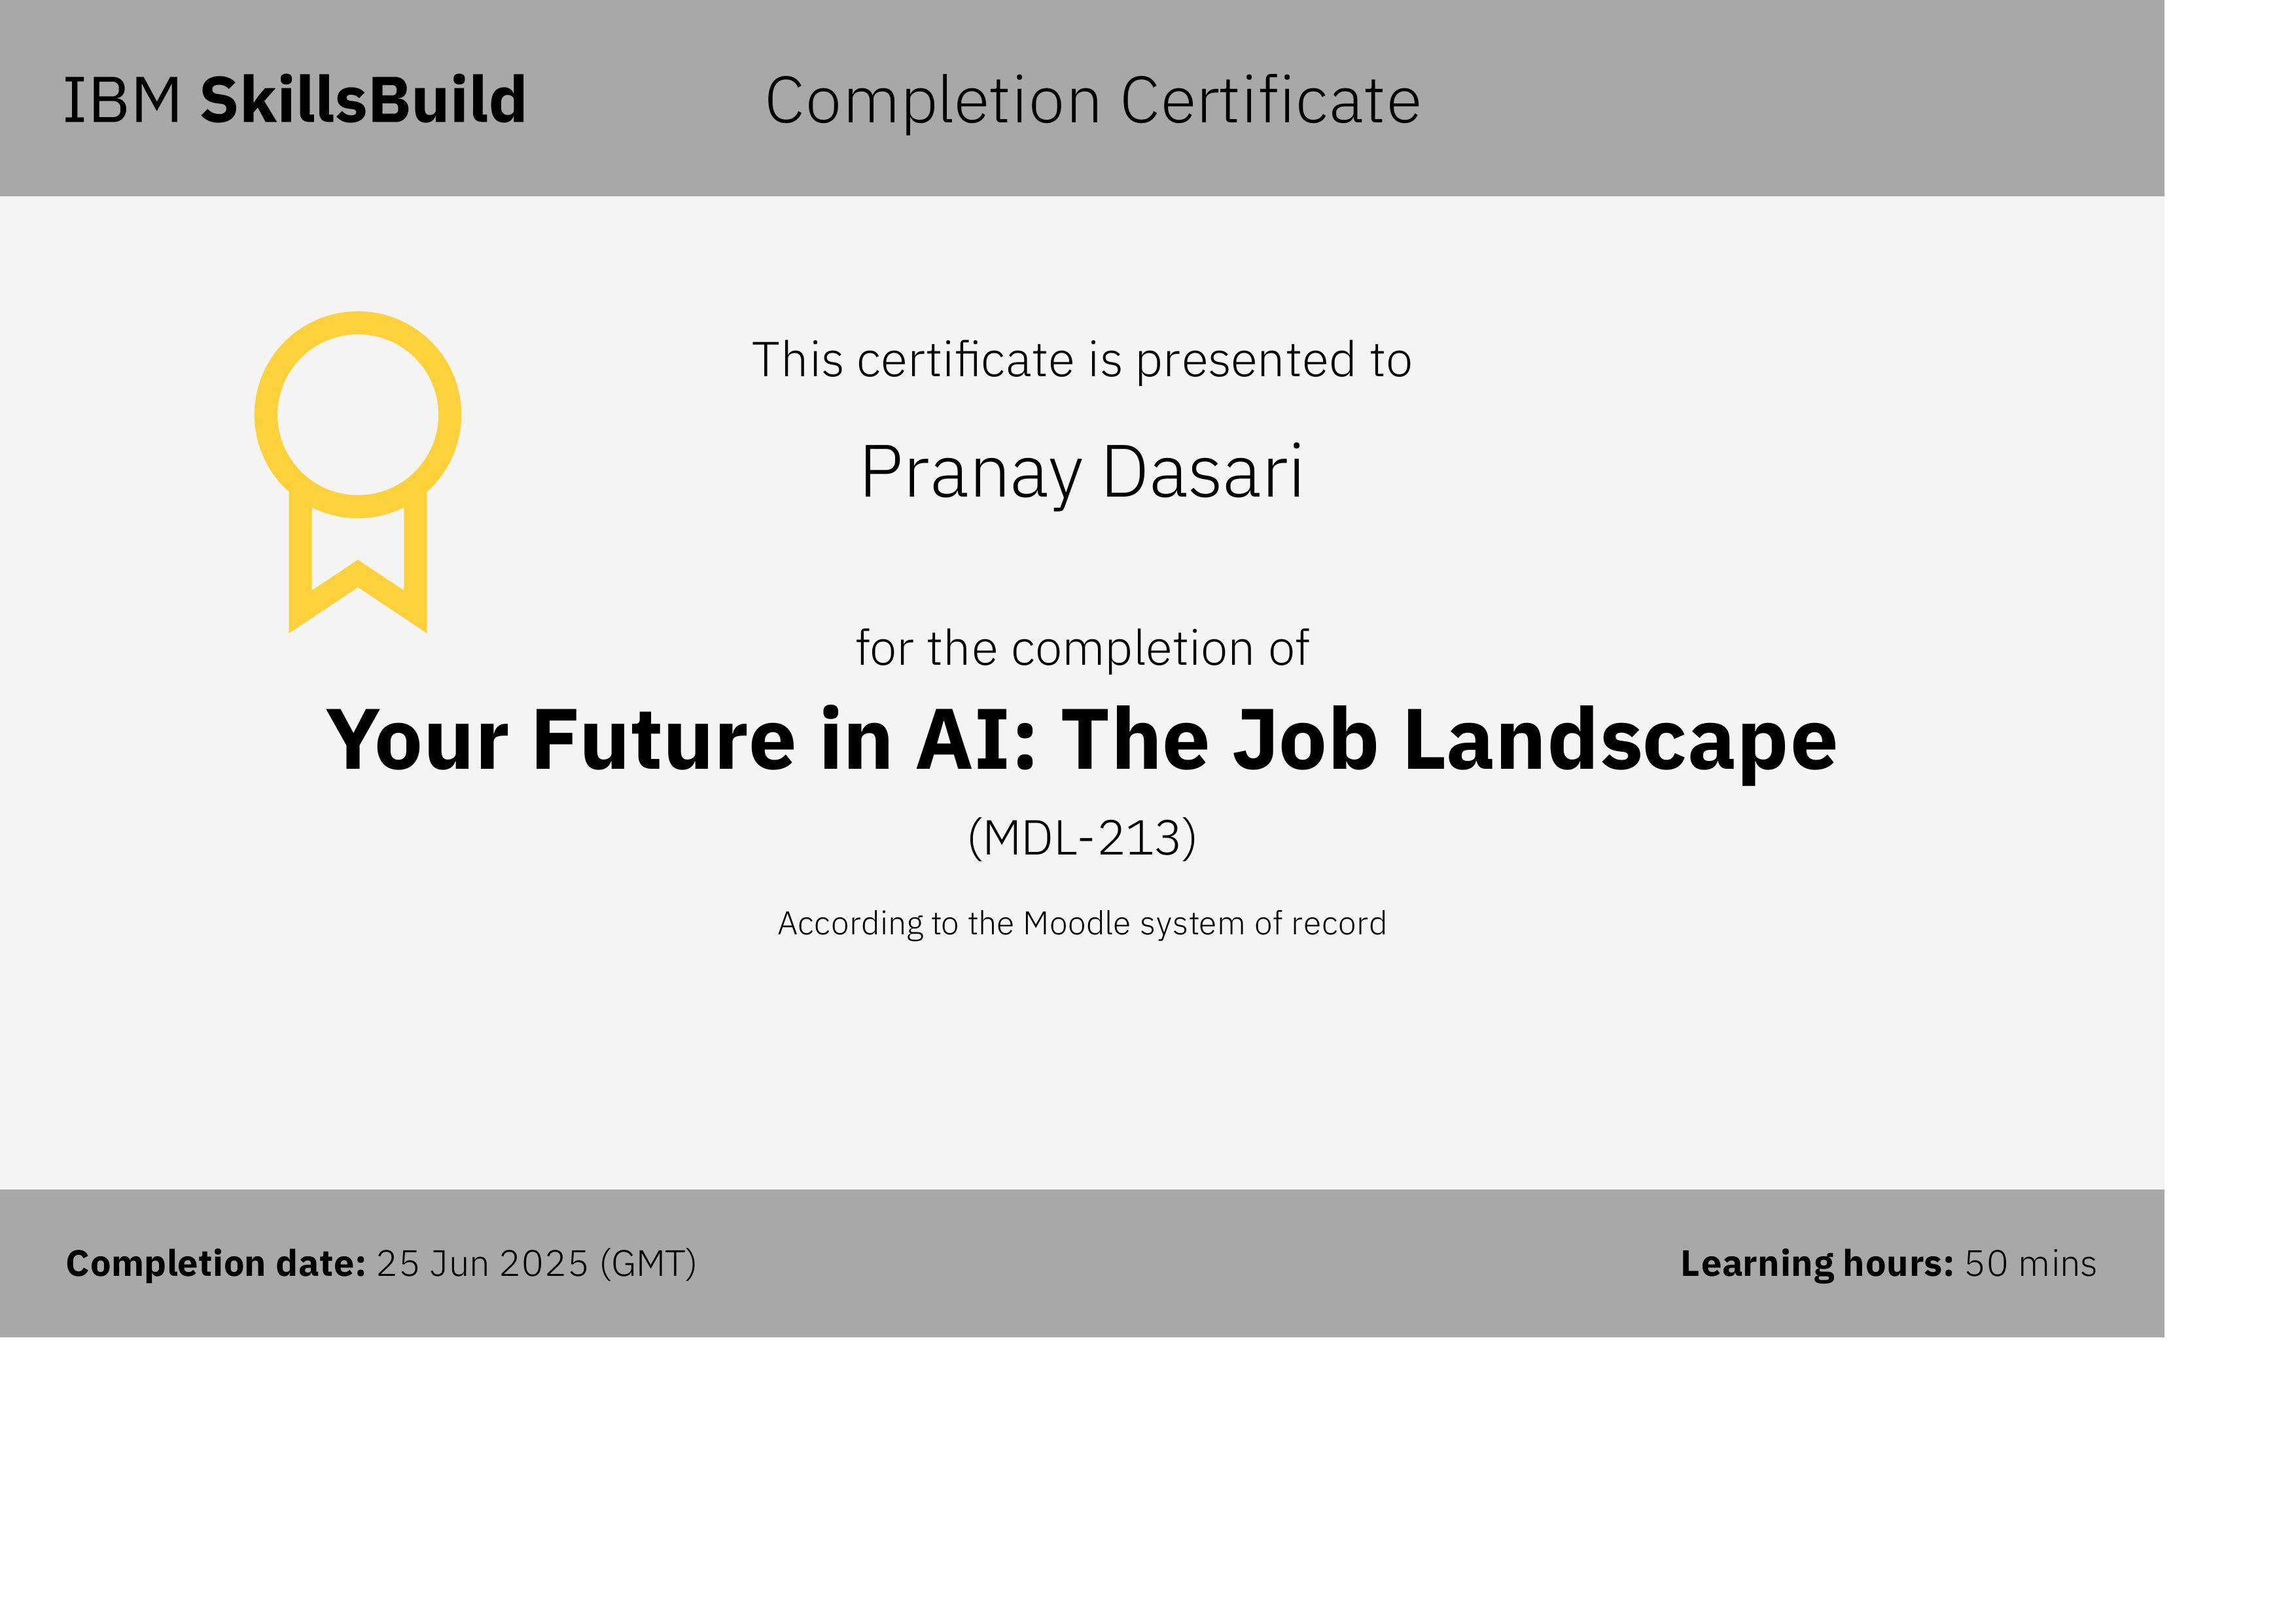 IBM SkillsBuild
Completion Certificate
This certificate is presented to
Pranay Dasari
for the completion of
Your Future in AI: The Job Landscape
(MDL-213)
According to the Moodle system of record
Completion date: 25 Jun 2025 (GMT)
Learning hours: 50 mins